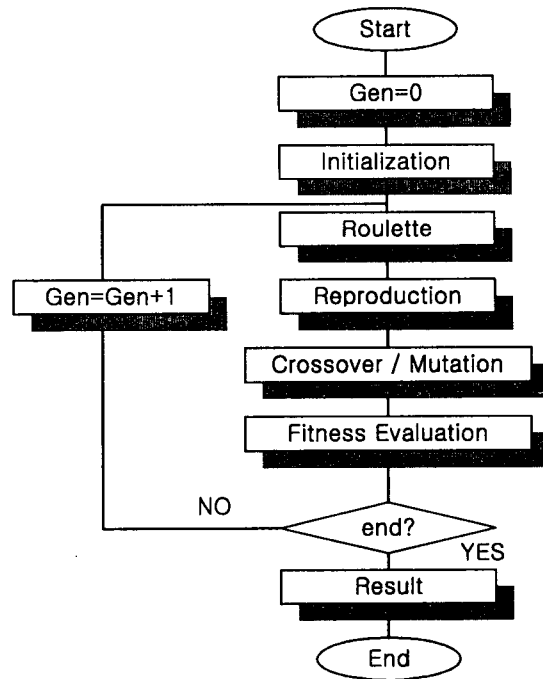 Start
Gen=0
Initialization
Roulette
Gen=Gen+1
Reproduction
Crossover / Mutation
Fitness Evaluation
NO
end?
YES
Result
End